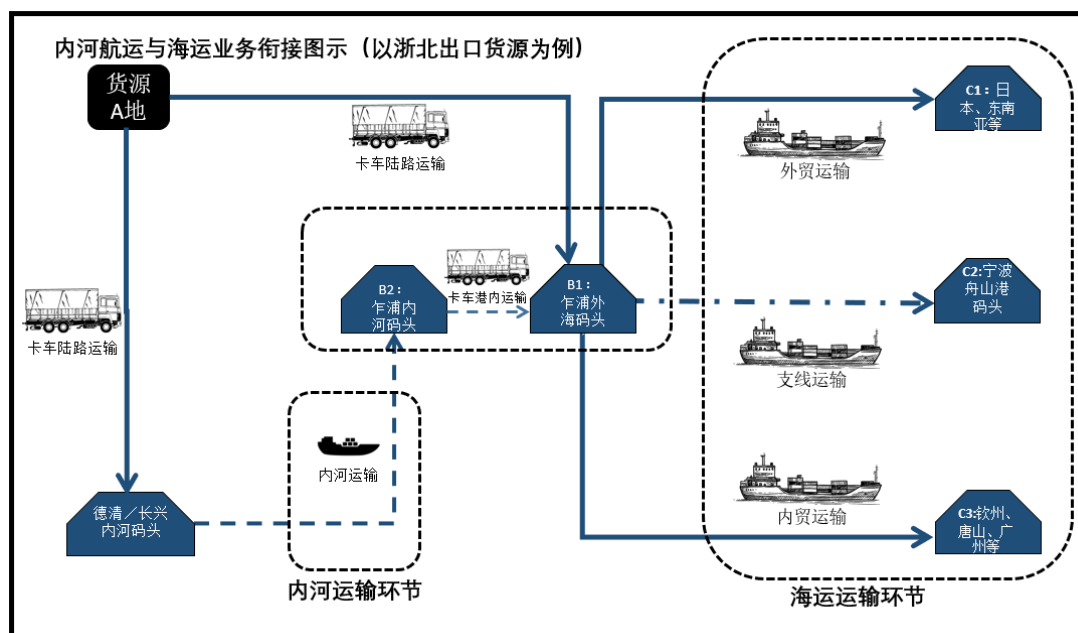 内河航运与海运业务衔接图示（以浙北出口货源为例）
货源
A地
卡车陆路运输
C1：日
本、东南
亚等
外贸运输
B2：
乍浦内
河码头
卡车港内运输
B1：
乍浦外
海码头
C2:宁波
舟山港
码头
卡车陆路运输
支线运输
内河运输
德清／长兴
内河码头
内贸运输
C3:钦州、
唐山、广
州等
内河运输环节
海运运输环节